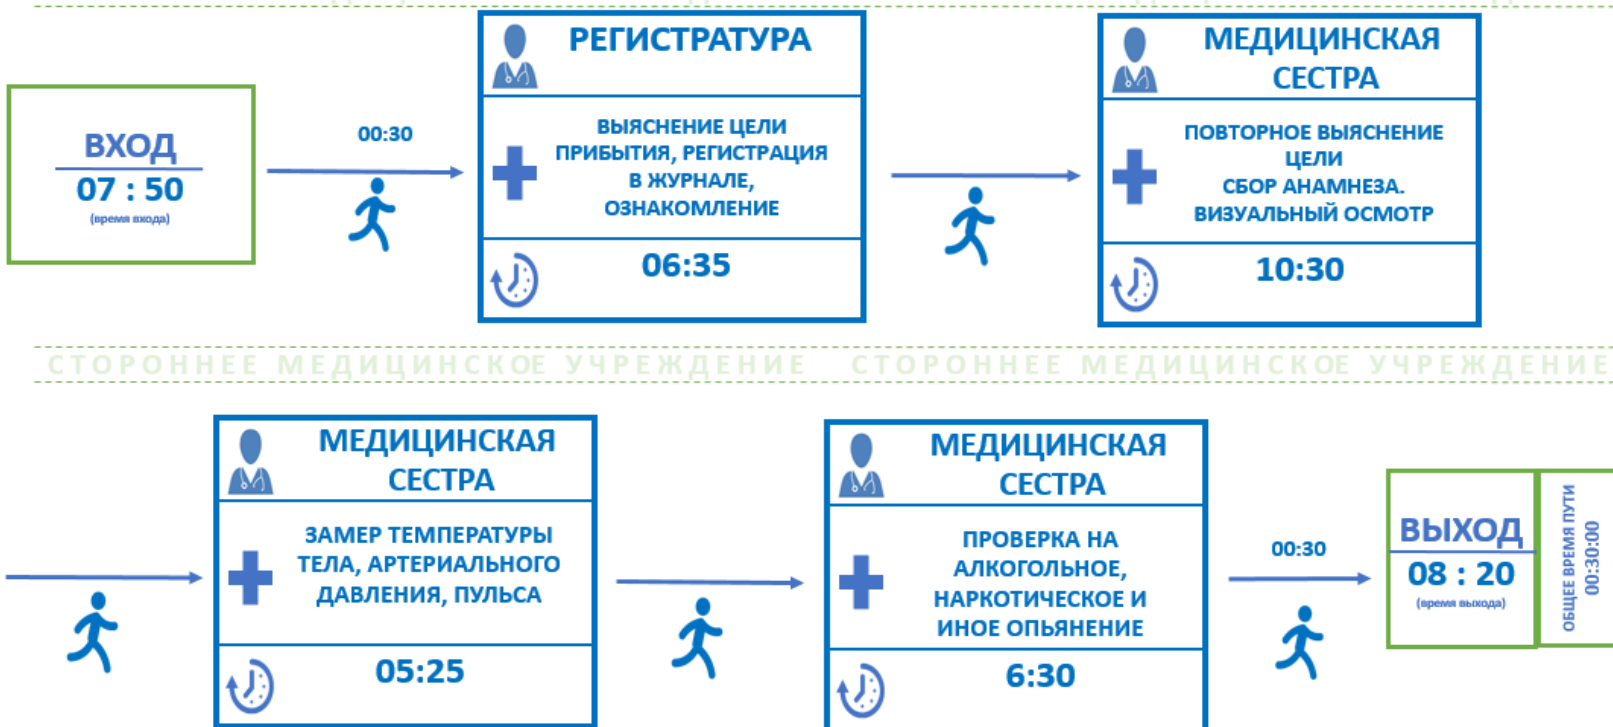 РЕГИСТРАТУРА
МЕДИЦИНСКАЯ
СЕСТРА
ВХОД
07 : 50
(время входа)
00:30
ВЫЯСНЕНИЕ ЦЕЛИ
ПРИБЫТИЯ, РЕГИСТРАЦИЯ
В ЖУРНАЛЕ,
ОЗНАКОМЛЕНИЕ
ПОВТОРНОЕ ВЫЯСНЕНИЕ
ЦЕЛИ
СБОР АНАМНЕЗА.
ВИЗУАЛЬНЫЙ ОСМОТР
06:35
10:30
СТОРОННЕЕ МЕДИЦИНСКОЕ УЧРЕЖДЕНИЕ СТОРОННЕЕ МЕДИЦИНСКОЕ УЧРЕЖДЕНИЕ
МЕДИЦИНСКАЯ
СЕСТРА
ЗАМЕР ТЕМПЕРАТУРЫ
ТЕЛА, АРТЕРИАЛЬНОГО
ДАВЛЕНИЯ, ПУЛЬСА
05:25
МЕДИЦИНСКАЯ
СЕСТРА
ПРОВЕРКА НА
АЛКОГОЛЬНОЕ,
НАРКОТИЧЕСКОЕ И
ИНОЕ ОПЬЯНЕНИЕ
6:30
00:30
ВЫХОД
08 : 20
(время выхода)
ОБЩЕЕ ВРЕМЯ ПУТИ
00:30:00